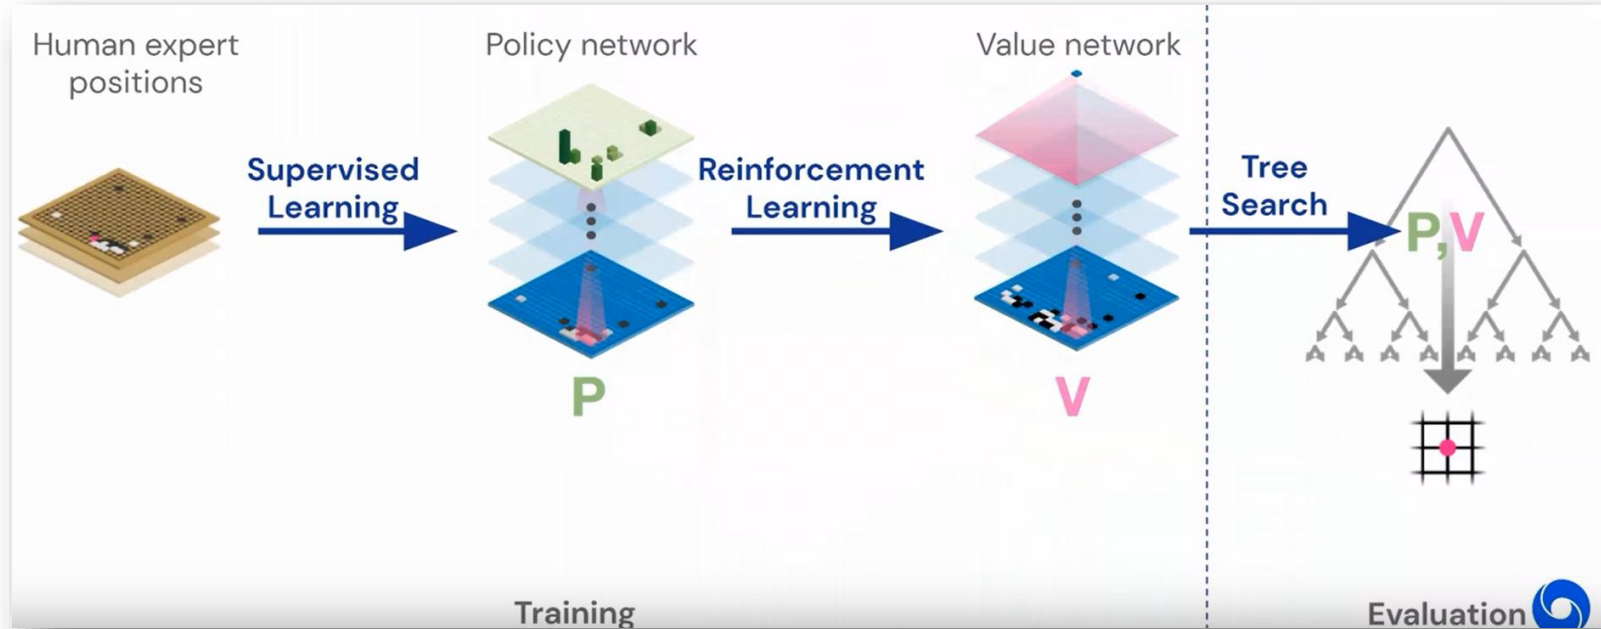 Human expert
positions
Supervised
Learning
Policy network
P
Reinforcement
Learning
Value network
V
Tree
Search
P,V
Training
Evaluation